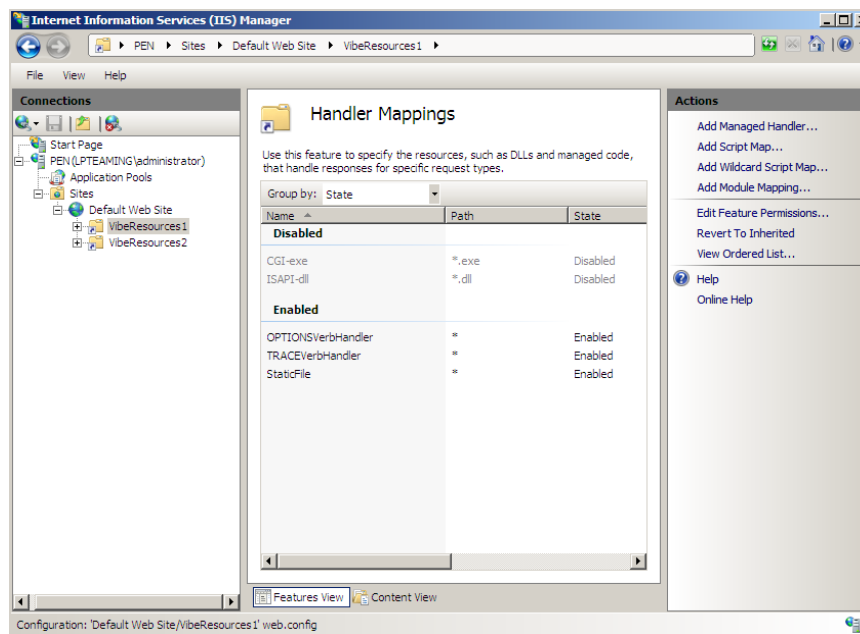 Internet Information Services (IIS) Manager
PEN Sites Default Web Site VibeResources1
File View Help
Connections
Start Page
PEN (LPTEAMING\administrator)
Application Pools
Sites
Default Web Site
VibeResources1
VibeResources2
Handler Mappings
Use this feature to specify the resources, such as DLLs and managed code,
that handle responses for specific request types.
Group by: State
Name Path State
Disabled
CGI-exe *.exe Disabled
ISAPI-dll *.dll Disabled
Enabled
OPTIONSVerbHandler * Enabled
TRACEVerbHandler * Enabled
StaticFile * Enabled
Features View Content View
Actions
Add Managed Handler...
Add Script Map...
Add Wildcard Script Map...
Add Module Mapping...
Edit Feature Permissions...
Revert To Inherited
View Ordered List...
Help
Online Help
Configuration: 'Default Web Site/VibeResources1' web.config